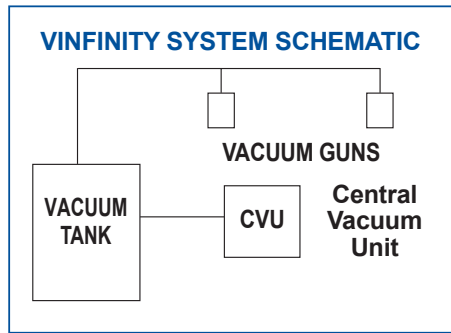 VINFINITY SYSTEM SCHEMATIC
VACUUM GUNS
VACUUM
TANK
CVU
Central
Vacuum
Unit